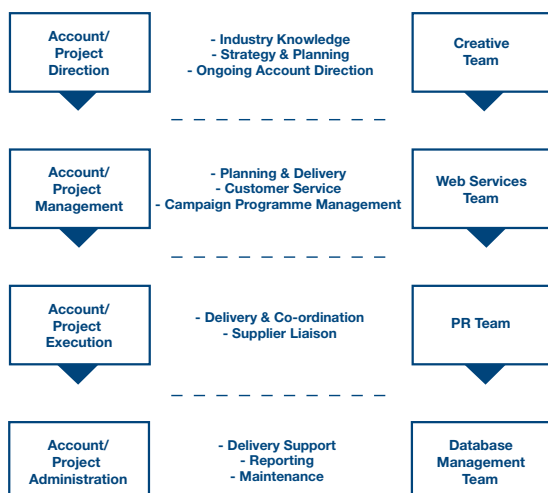 Account/
Project
Direction
- Industry Knowledge
- Strategy & Planning
- Ongoing Account Direction
Creative
Team
Account/
Project
Management
- Planning & Delivery
- Customer Service
- Campaign Programme Management
Web Services
Team
Account/
Project
Execution
- Delivery & Co-ordination
- Supplier Liaison
PR Team
Account/
Project
Administration
- Delivery Support
- Reporting
- Maintenance
Database
Management
Team